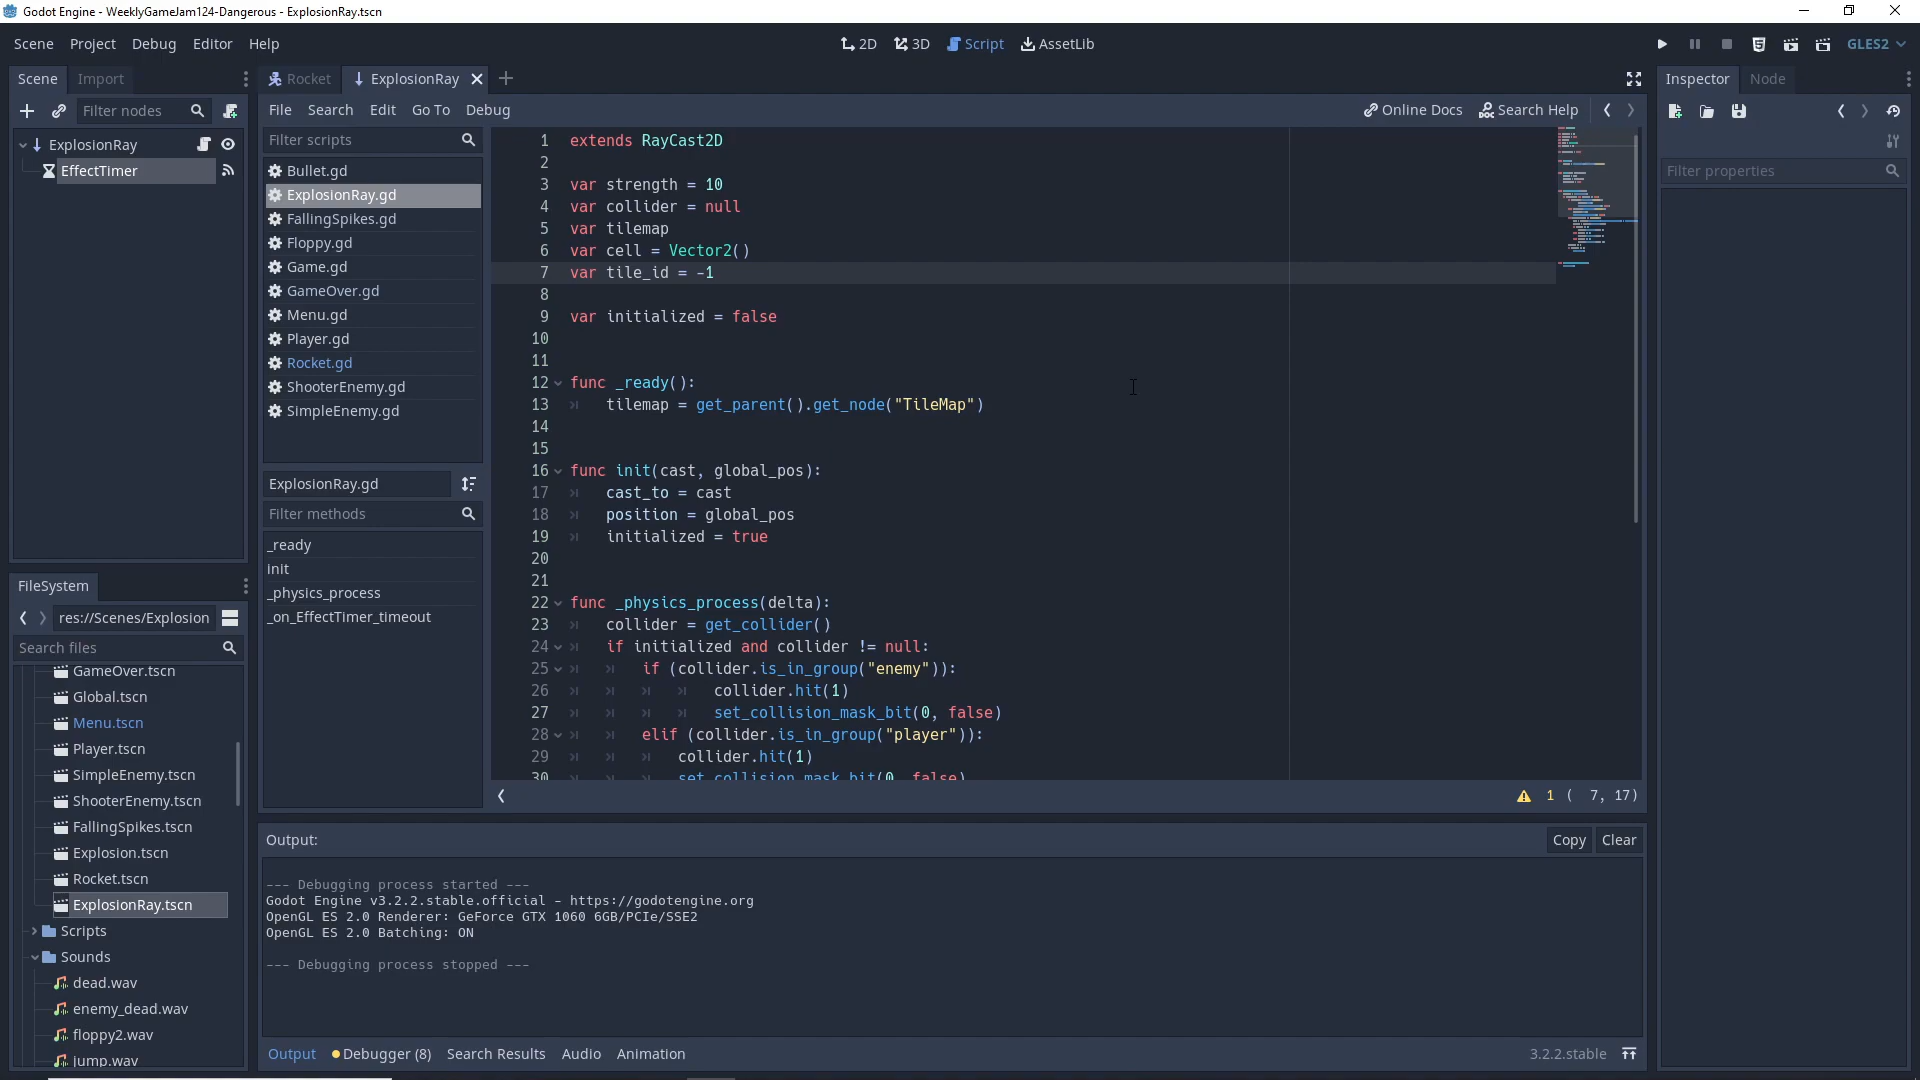 Godot Engine - WeeklyGameJam124-Dangerous - ExplosionRay.tscn
Scene Project Debug Editor Help
2D 3D Script AssetLib
GLES2
Scene Import
Filter nodes
ExplosionRay
EffectTimer
FileSystem
res://Scenes/Explosion
Search files
GameOver.tscn
Global.tscn
Menu.tscn
Player.tscn
SimpleEnemy.tscn
ShooterEnemy.tscn
FallingSpikes.tscn
Explosion.tscn
Rocket.tscn
ExplosionRay.tscn
Scripts
Sounds
dead.wav
enemy_dead.wav
floppy2.wav
jump.wav
Rocket ExplosionRay
File Search Edit Go To Debug
Online Docs Search Help
Filter scripts
Bullet.gd
ExplosionRay.gd
FallingSpikes.gd
Floppy.gd
Game.gd
GameOver.gd
Menu.gd
Player.gd
Rocket.gd
ShooterEnemy.gd
SimpleEnemy.gd
ExplosionRay.gd
Filter methods
_ready
init
_physics_process
_on_EffectTimer_timeout
1 extends RayCast2D
2
3 var strength = 10
4 var collider = null
5 var tilemap
6 var cell = Vector2()
7 var tile_id = -1
8
9 var initialized = false
10
11
12 func _ready():
13 tilemap = get_parent().get_node("TileMap")
14
15
16 func init(cast, global_pos):
17 cast_to = cast
18 position = global_pos
19 initialized = true
20
21
22 func _physics_process(delta):
23 collider = get_collider()
24 if initialized and collider != null:
25 if (collider.is_in_group("enemy")):
26 collider.hit(1)
27 set_collision_mask_bit(0, false)
28 elif (collider.is_in_group("player")):
29 collider.hit(1)
30 set_collision_mask_bit(0, false)
1 ( 7, 17)
Output:
Copy Clear
--- Debugging process started ---
Godot Engine v3.2.2.stable.official - https://godotengine.org
OpenGL ES 2.0 Renderer: GeForce GTX 1060 6GB/PCIe/SSE2
OpenGL ES 2.0 Batching: ON
--- Debugging process stopped ---
Output Debugger (8) Search Results Audio Animation
3.2.2.stable
Inspector Node
Filter properties